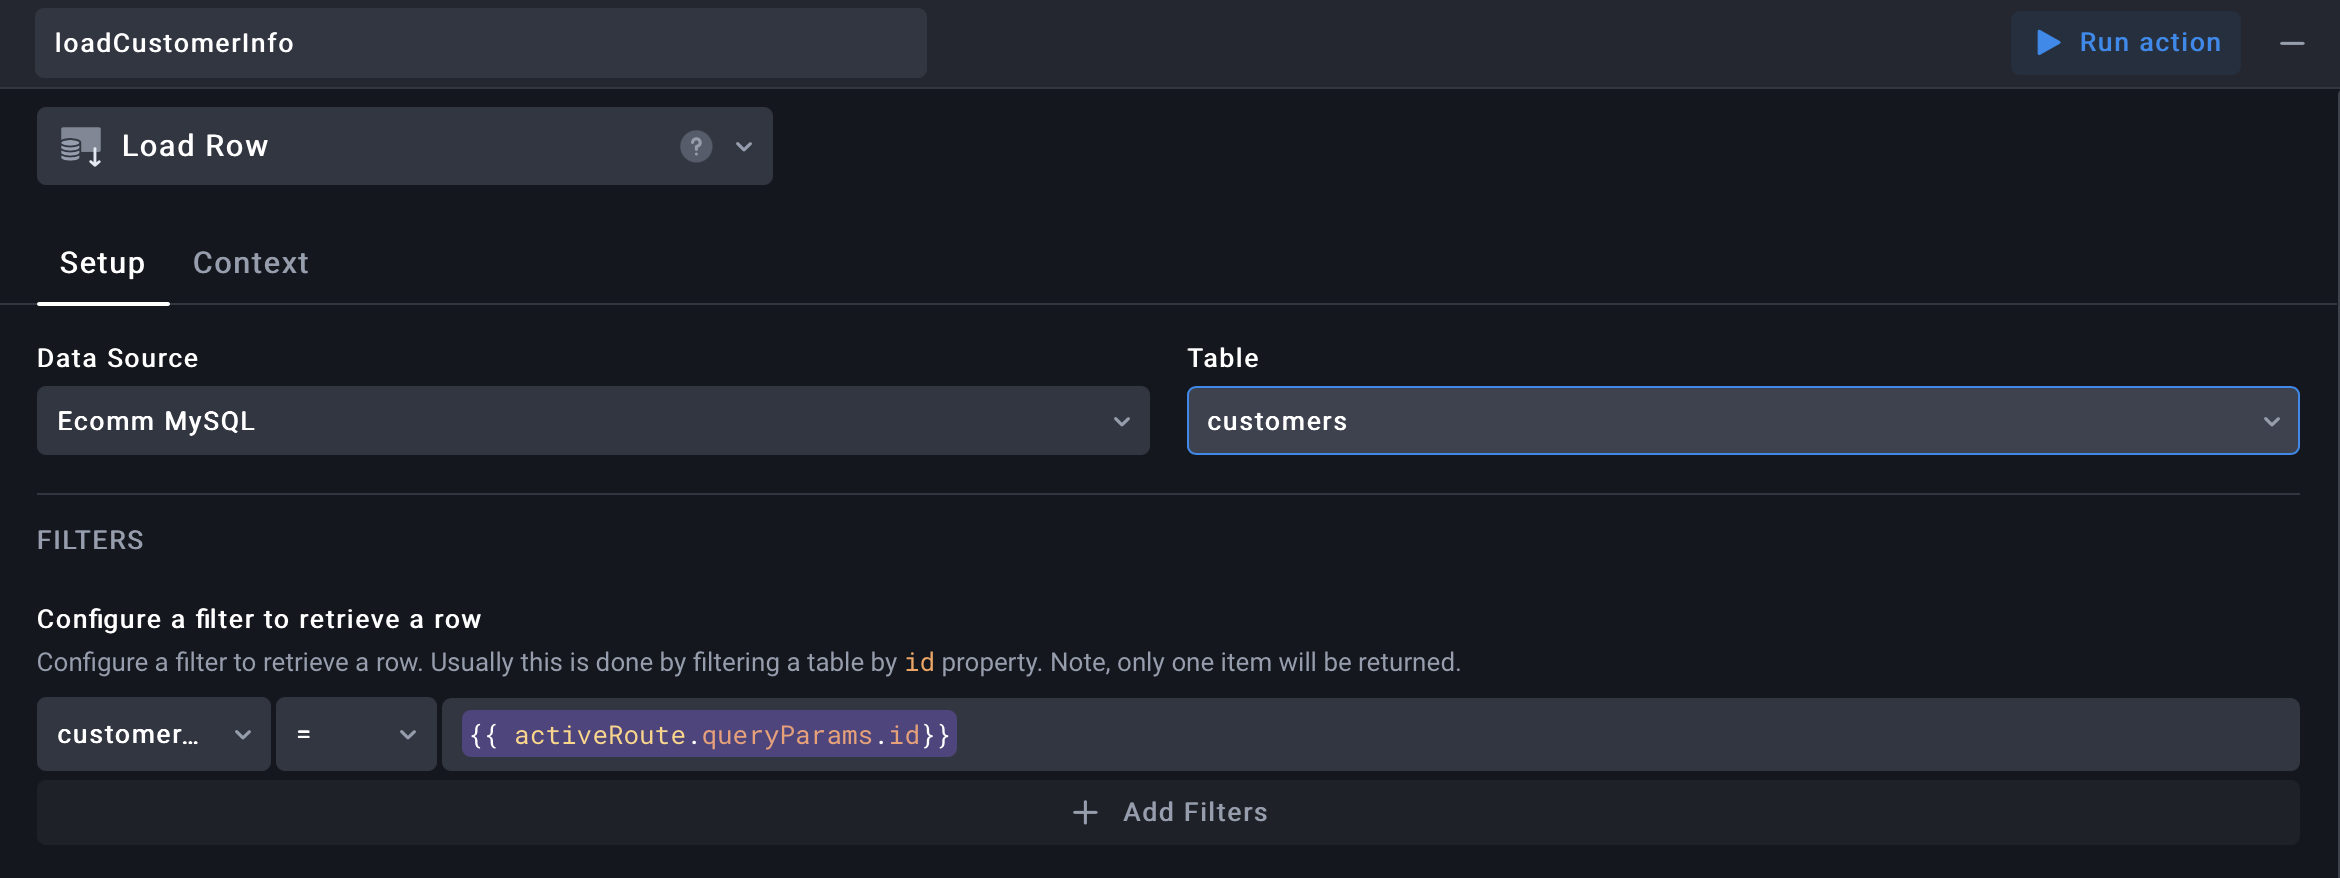 loadCustomerInfo
Run action
Load Row
?
Setup Context
Data Source
Table
Ecomm MySQL
customers
FILTERS
Configure a filter to retrieve a row
Configure a filter to retrieve a row. Usually this is done by filtering a table by id property. Note, only one item will be returned.
customer... = {{ activeRoute.queryParams.id}}
+ Add Filters